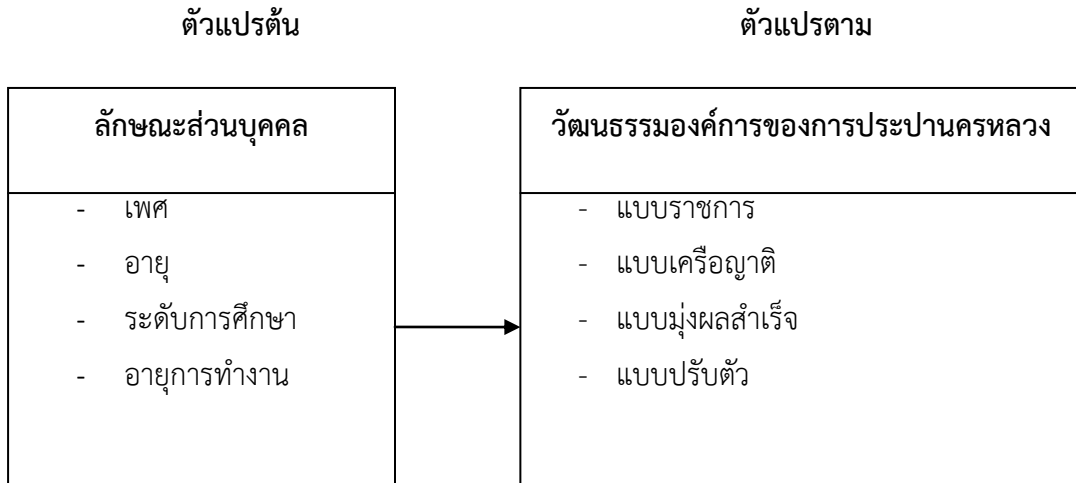 ตัวแปรต้น
ตัวแปรตาม
ลักษณะส่วนบุคคล
- เพศ
- อายุ
- ระดับการศึกษา
- อายุการทำงาน
วัฒนธรรมองค์การของการประปานครหลวง
- แบบราชการ
- แบบเครือญาติ
- แบบมุ่งผลสำเร็จ
- แบบปรับตัว